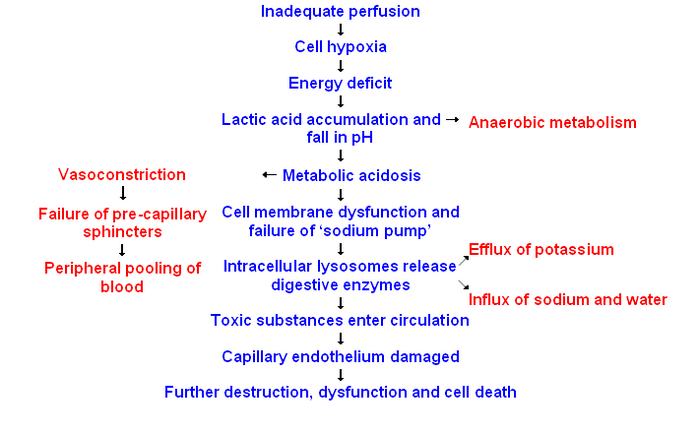 Inadequate perfusion
Cell hypoxia
Energy deficit
Lactic acid accumulation and
fall in pH
Anaerobic metabolism
Metabolic acidosis
Vasoconstriction
Failure of pre-capillary
sphincters
Peripheral pooling of
blood
Cell membrane dysfunction and
failure of ‘sodium pump’
Intracellular lysosomes release
digestive enzymes
Efflux of potassium
Influx of sodium and water
Toxic substances enter circulation
Capillary endothelium damaged
Further destruction, dysfunction and cell death